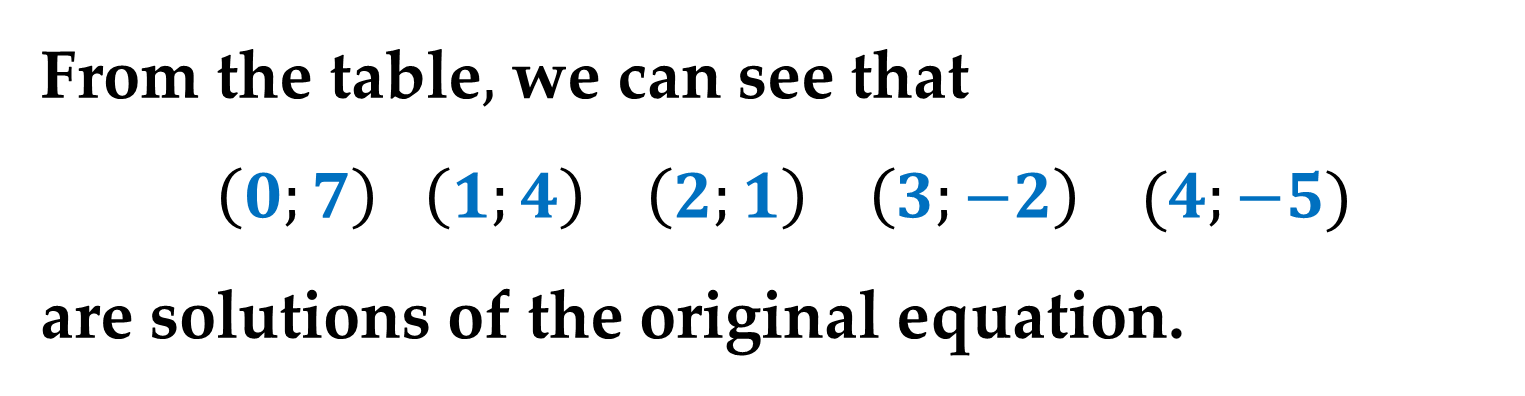 From the table, we can see that
(0; 7) (1; 4) (2; 1) (3; −2) (4; −5)
are solutions of the original equation.